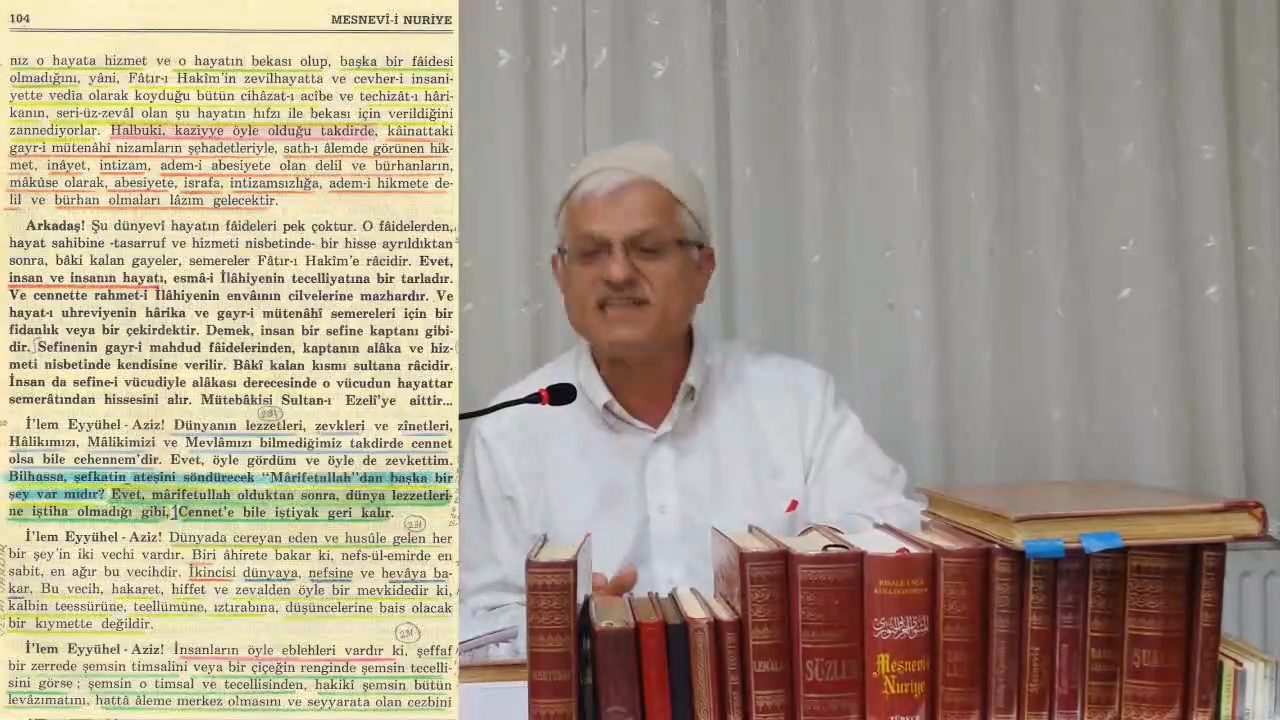 104 MESNEVÎ-İ NURİYE
nız o hayata hizmet ve o hayatın bekası olup, başka bir fâidesi
olmadığını, yâni, Fâtır-ı Hakîm'in zevilhayatta ve cevher-i insani-
yette vedia olarak koyduğu bütün cihâzat-ı acîbe ve techizât-ı hâri-
kanın, seri-üz-zevâl olan şu hayatın hıfzı ile bekası için verildiğini
zannediyorlar. Halbuki, kaziyye öyle olduğu takdirde, kâinattaki
gayr-i mütenâhî nizamların şehadetleriyle, sath-ı âlemde görünen hik-
met, inâyet, intizam, adem-i abesiyete olan delil ve bürhanların,
mâkûse olarak, abesiyete, israfa, intizamsızlığa, adem-i hikmete de-
lil ve bürhan olmaları lâzım gelecektir.
Arkadaş! Şu dünyevî hayatın fâideleri pek çoktur. O fâidelerden,
hayat sahibine -tasarruf ve hizmeti nisbetinde- bir hisse ayrıldıktan
sonra, bâki kalan gayeler, semereler Fâtır-ı Hakîm'e râcidir. Evet,
insan ve insanın hayatı, esmâ-i İlâhiyenin tecelliyatına bir tarladır.
Ve cennette rahmet-i İlâhiyenin envâının cilvelerine mazhardır. Ve
hayat-ı uhreviyenin hârika ve gayr-i mütenâhî semereleri için bir
fidanlık veya bir çekirdektir. Demek, insan bir sefine kaptanı gibi-
dir. Sefinenin gayr-i mahdud fâidelerinden, kaptanın alâka ve hiz-
meti nisbetinde kendisine verilir. Bâkî kalan kısmı sultana râcidir.
İnsan da sefine-i vücudiyle alâkası derecesinde o vücudun hayattar
semerâtından hissesini alır. Mütebâkisi Sultan-ı Ezelî'ye aittir...
231
İ'lem Eyyühel - Aziz! Dünyanın lezzetleri, zevkleri ve zînetleri,
Hâlikımızı, Mâlikimizi ve Mevlâmızı bilmediğimiz takdirde cennet
olsa bile cehennem'dir. Evet, öyle gördüm ve öyle de zevkettim.
Bilhassa, şefkatin ateşini söndürecek "Mârifetullah"dan başka bir
şey var mıdır? Evet, mârifetullah olduktan sonra, dünya lezzetleri-
ne iştiha olmadığı gibi, Cennet'e bile iştiyak geri kalır.
231
İ'lem Eyyühel - Aziz! Dünyada cereyan eden ve husûle gelen her
bir şey'in iki vechi vardır. Biri âhirete bakar ki, nefs-ül-emirde en
sabit, en ağır bu vecihdir. İkincisi dünyaya, nefsine ve hevâya ba-
kar. Bu vecih, hakaret, hiffet ve zevalden öyle bir mevkidedir ki,
kalbin teessürüne, teellümüne, ıztırabına, düşüncelerine bais olacak
bir kıymette değildir.
231
İ'lem Eyyühel - Aziz! İnsanların öyle eblehleri vardır ki, şeffaf
bir zerrede şemsin timsalini veya bir çiçeğin renginde şemsin tecelli-
sini görse; şemsin o timsal ve tecellisinden, hakikî şemsin bütün
levâzımatını, hattâ âleme merkez olmasını ve seyyarata olan cezbini
SÖZLER
Mesnevî-i
Nuriye
TÜRKÇE